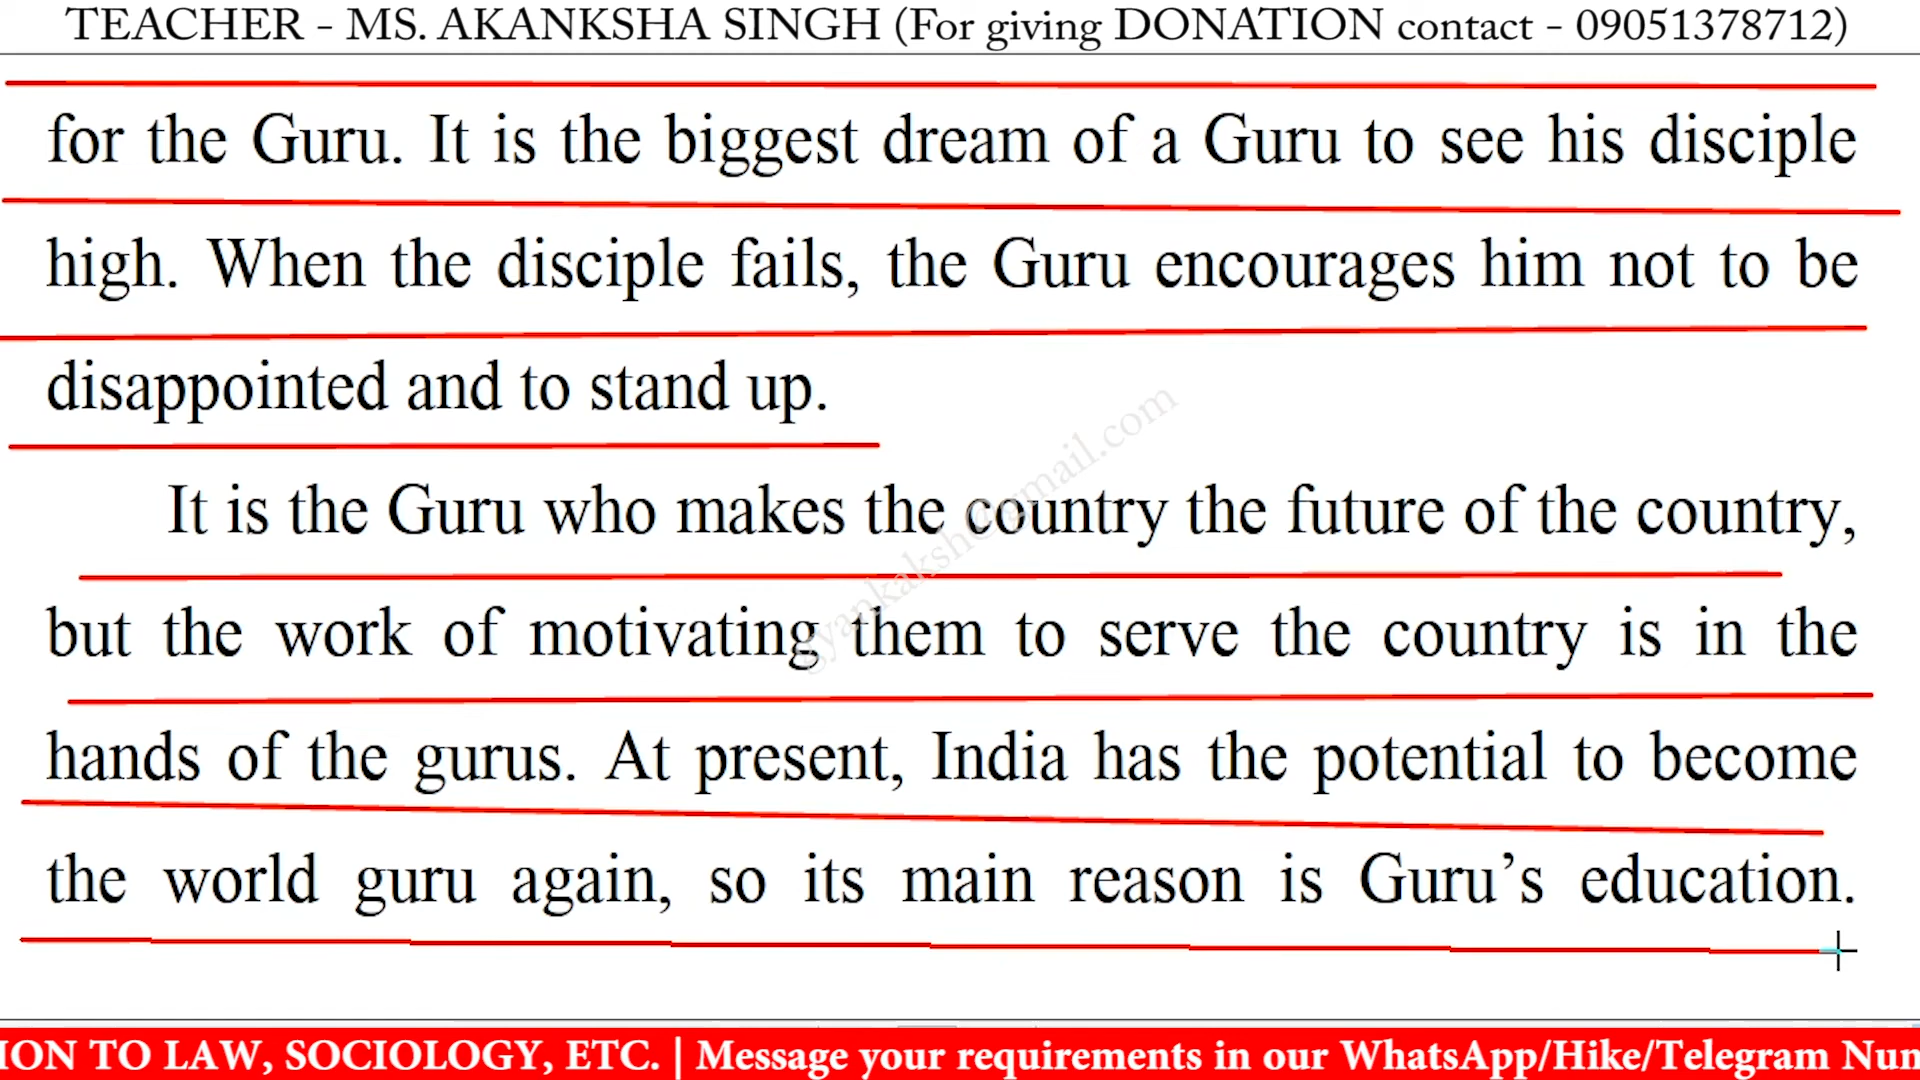 TEACHER - MS. AKANKSHA SINGH (For giving DONATION contact - 09051378712)
for the Guru. It is the biggest dream of a Guru to see his disciple
high. When the disciple fails, the Guru encourages him not to be
disappointed and to stand up.
It is the Guru who makes the country the future of the country,
but the work of motivating them to serve the country is in the
hands of the gurus. At present, India has the potential to become
the world guru again, so its main reason is Guru’s education.
gyankaksh@gmail.com
ION TO LAW, SOCIOLOGY, ETC. | Message your requirements in our WhatsApp/Hike/Telegram Num